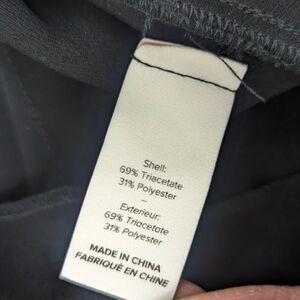 Shell:
69% Triacetate
31% Polyester
–
Exterieur:
69% Triacetate
31% Polyester
MADE IN CHINA
FABRIQUÉ EN CHINE